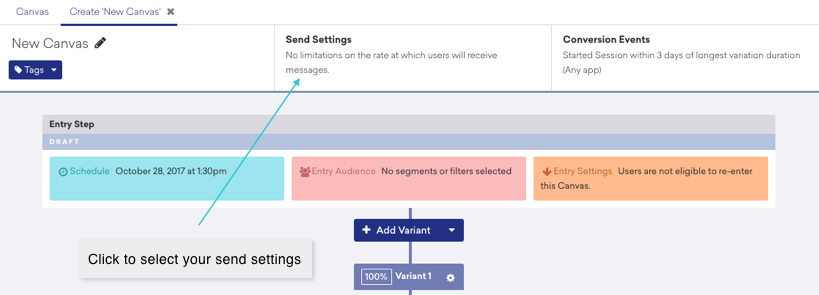 Canvas Create 'New Canvas' ✖
New Canvas
Tags
Send Settings
No limitations on the rate at which users will receive
messages.
Conversion Events
Started Session within 3 days of longest variation duration
(Any app)
Entry Step
DRAFT
Schedule October 28, 2017 at 1:30pm
Entry Audience No segments or filters selected
Entry Settings Users are not eligible to re-enter
this Canvas.
+ Add Variant
Click to select your send settings
100% Variant 1